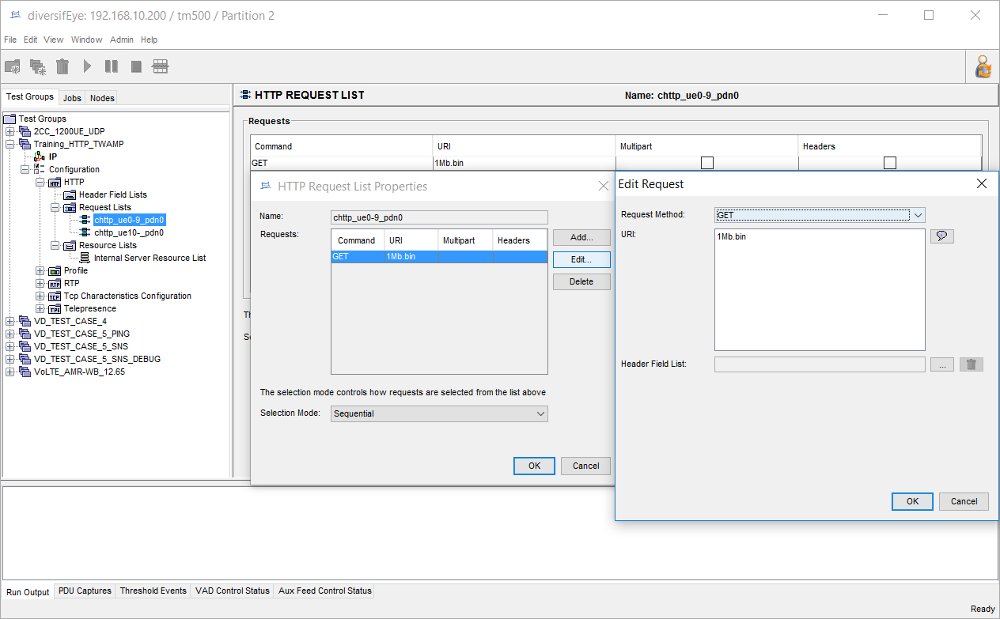 diversifEye: 192.168.10.200 / tm500 / Partition 2
File Edit View Window Admin Help
Test Groups Jobs Nodes
Test Groups
2CC_1200UE_UDP
Training_HTTP_TWAMP
IP
Configuration
HTTP
Header Field Lists
Request Lists
chttp_ue0-9_pdn0
chttp_ue10-_pdn0
Resource Lists
Internal Server Resource List
Profile
RTP
Tcp Characteristics Configuration
Telepresence
VD_TEST_CASE_4
VD_TEST_CASE_5_PING
VD_TEST_CASE_5_SNS
VD_TEST_CASE_5_SNS_DEBUG
VoLTE_AMR-WB_12.65
HTTP REQUEST LIST Name: chttp_ue0-9_pdn0
Requests
Command URI Multipart Headers
GET 1Mb.bin
HTTP Request List Properties
Name: chttp_ue0-9_pdn0
Requests:
Command URI Multipart Headers
GET 1Mb.bin
Add...
Edit...
Delete
The selection mode controls how requests are selected from the list above
Selection Mode: Sequential
OK Cancel
Edit Request
Request Method: GET
URI: 1Mb.bin
Header Field List: ...
OK Cancel
Run Output PDU Captures Threshold Events VAD Control Status Aux Feed Control Status
Ready